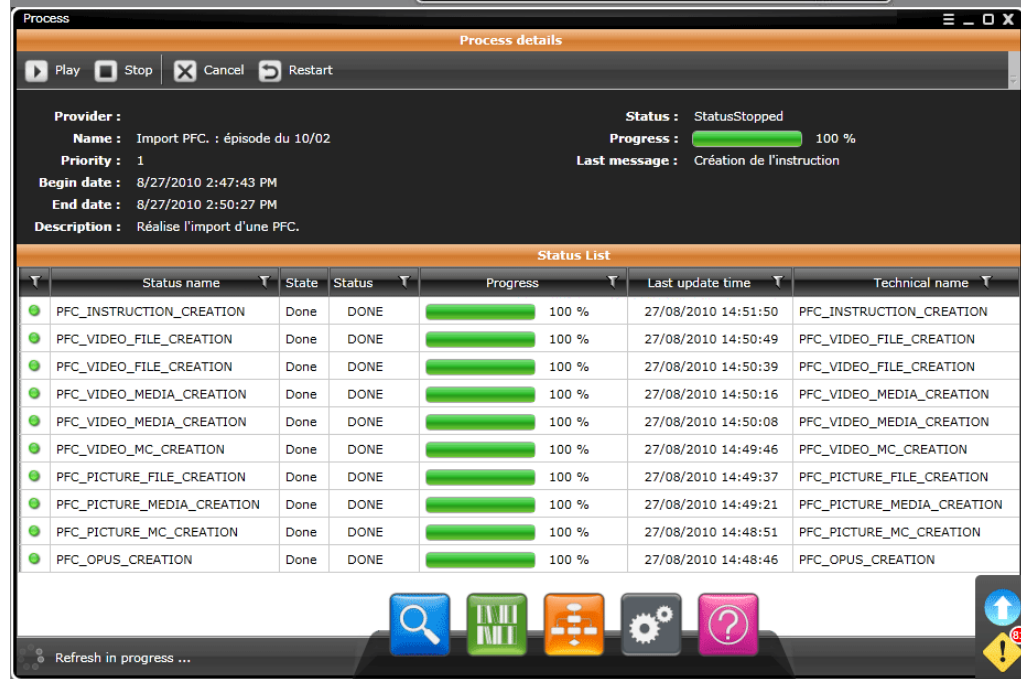 Process
Process details
Play Stop Cancel Restart
Provider : Status : StatusStopped
Name : Import PFC. : épisode du 10/02 Progress : 100 %
Priority : 1 Last message : Création de l'instruction
Begin date : 8/27/2010 2:47:43 PM
End date : 8/27/2010 2:50:27 PM
Description : Réalise l'import d'une PFC.
Status List
Status name State Status Progress Last update time Technical name
PFC_INSTRUCTION_CREATION Done DONE 100 % 27/08/2010 14:51:50 PFC_INSTRUCTION_CREATION
PFC_VIDEO_FILE_CREATION Done DONE 100 % 27/08/2010 14:50:49 PFC_VIDEO_FILE_CREATION
PFC_VIDEO_FILE_CREATION Done DONE 100 % 27/08/2010 14:50:39 PFC_VIDEO_FILE_CREATION
PFC_VIDEO_MEDIA_CREATION Done DONE 100 % 27/08/2010 14:50:16 PFC_VIDEO_MEDIA_CREATION
PFC_VIDEO_MEDIA_CREATION Done DONE 100 % 27/08/2010 14:50:08 PFC_VIDEO_MEDIA_CREATION
PFC_VIDEO_MC_CREATION Done DONE 100 % 27/08/2010 14:49:46 PFC_VIDEO_MC_CREATION
PFC_PICTURE_FILE_CREATION Done DONE 100 % 27/08/2010 14:49:37 PFC_PICTURE_FILE_CREATION
PFC_PICTURE_MEDIA_CREATION Done DONE 100 % 27/08/2010 14:49:21 PFC_PICTURE_MEDIA_CREATION
PFC_PICTURE_MC_CREATION Done DONE 100 % 27/08/2010 14:48:51 PFC_PICTURE_MC_CREATION
PFC_OPUS_CREATION Done DONE 100 % 27/08/2010 14:48:46 PFC_OPUS_CREATION
Refresh in progress ...